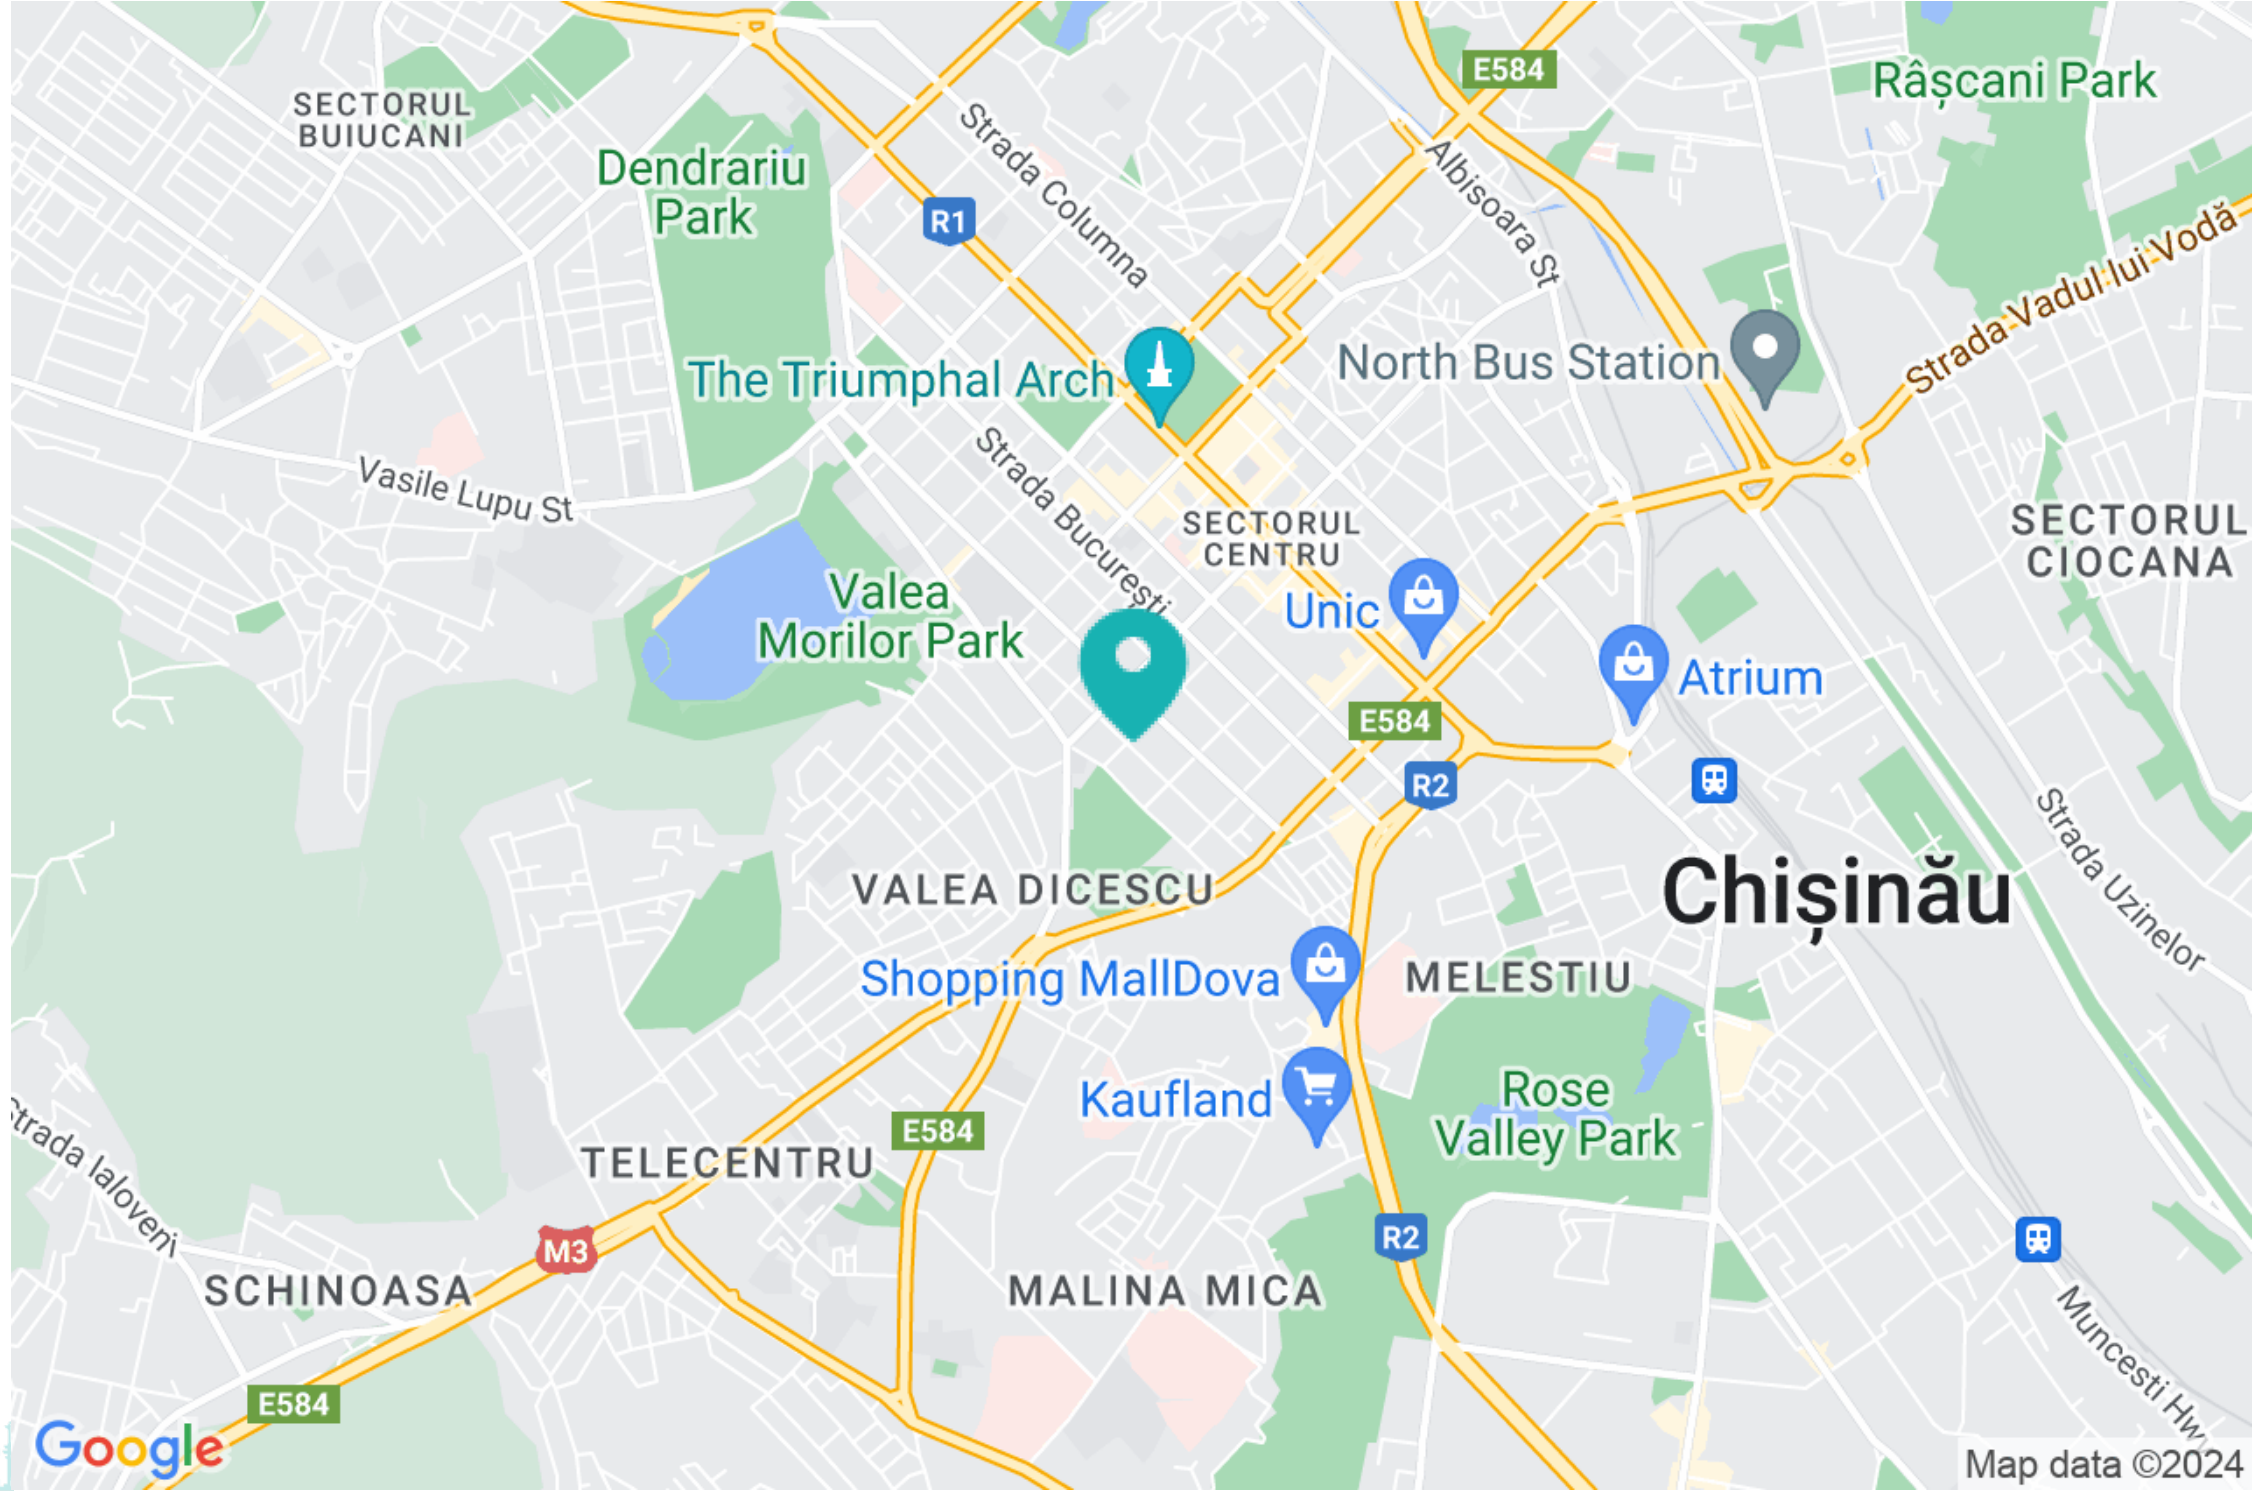 E584
Râșcani Park
SECTORUL
BUIUCANI
Strada Columna
Dendrariu
Park
Albisoara St
R1
Strada Vadul lui Vodă
The Triumphal Arch
North Bus Station
Strada București
Vasile Lupu St
SECTORUL
CENTRU
SECTORUL
CIOCANA
Valea
Morilor Park
Unic
Atrium
E584
R2
Strada Uzinelor
VALEA DICESCU
Chișinău
Shopping MallDova
MELESTIU
Kaufland
Rose
Valley Park
E584
Strada Ialoveni
TELECENTRU
M3
R2
SCHINOASA
MALINA MICA
Muncesti Hwy
E584
Google
Map data ©2024